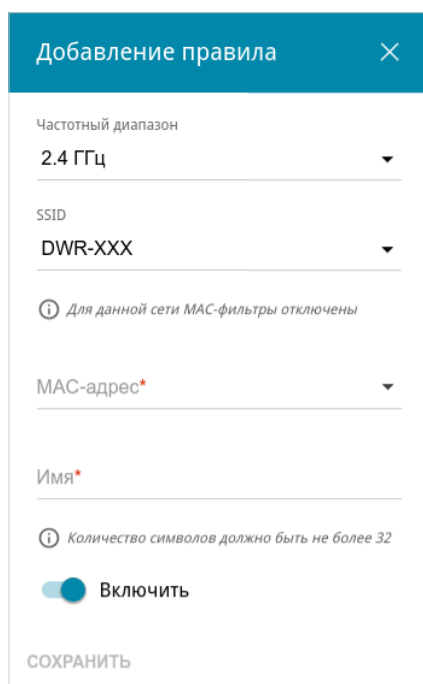 Добавление правила
Частотный диапазон
2.4 ГГц
SSID
DWR-XXX
Для данной сети MAC-фильтры отключены
MAC-адрес*
Имя*
Количество символов должно быть не более 32
Включить
СОХРАНИТЬ